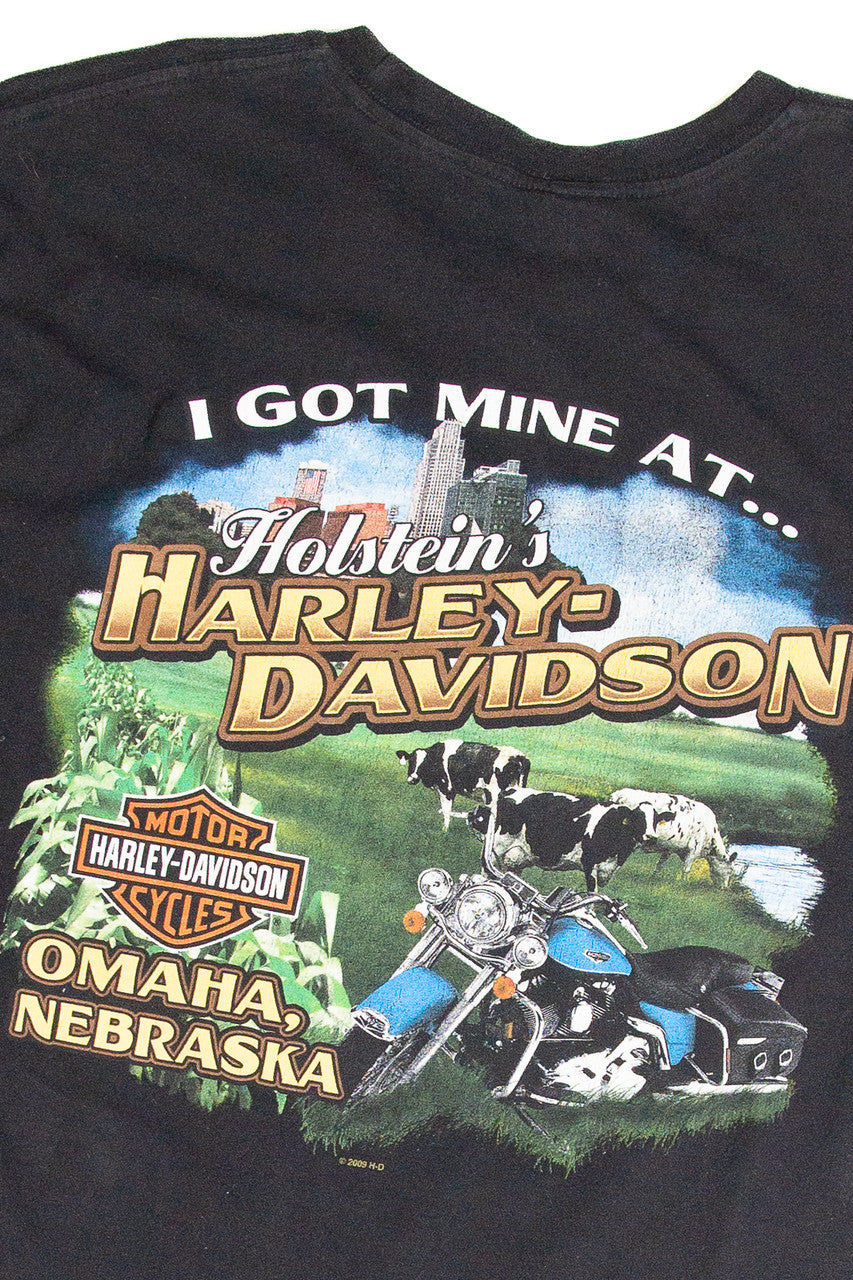 I GOT MINE AT...
Holstein's
HARLEY-
DAVIDSON
MOTOR
HARLEY-DAVIDSON
CYCLES
OMAHA,
NEBRASKA
© 2009 H-D